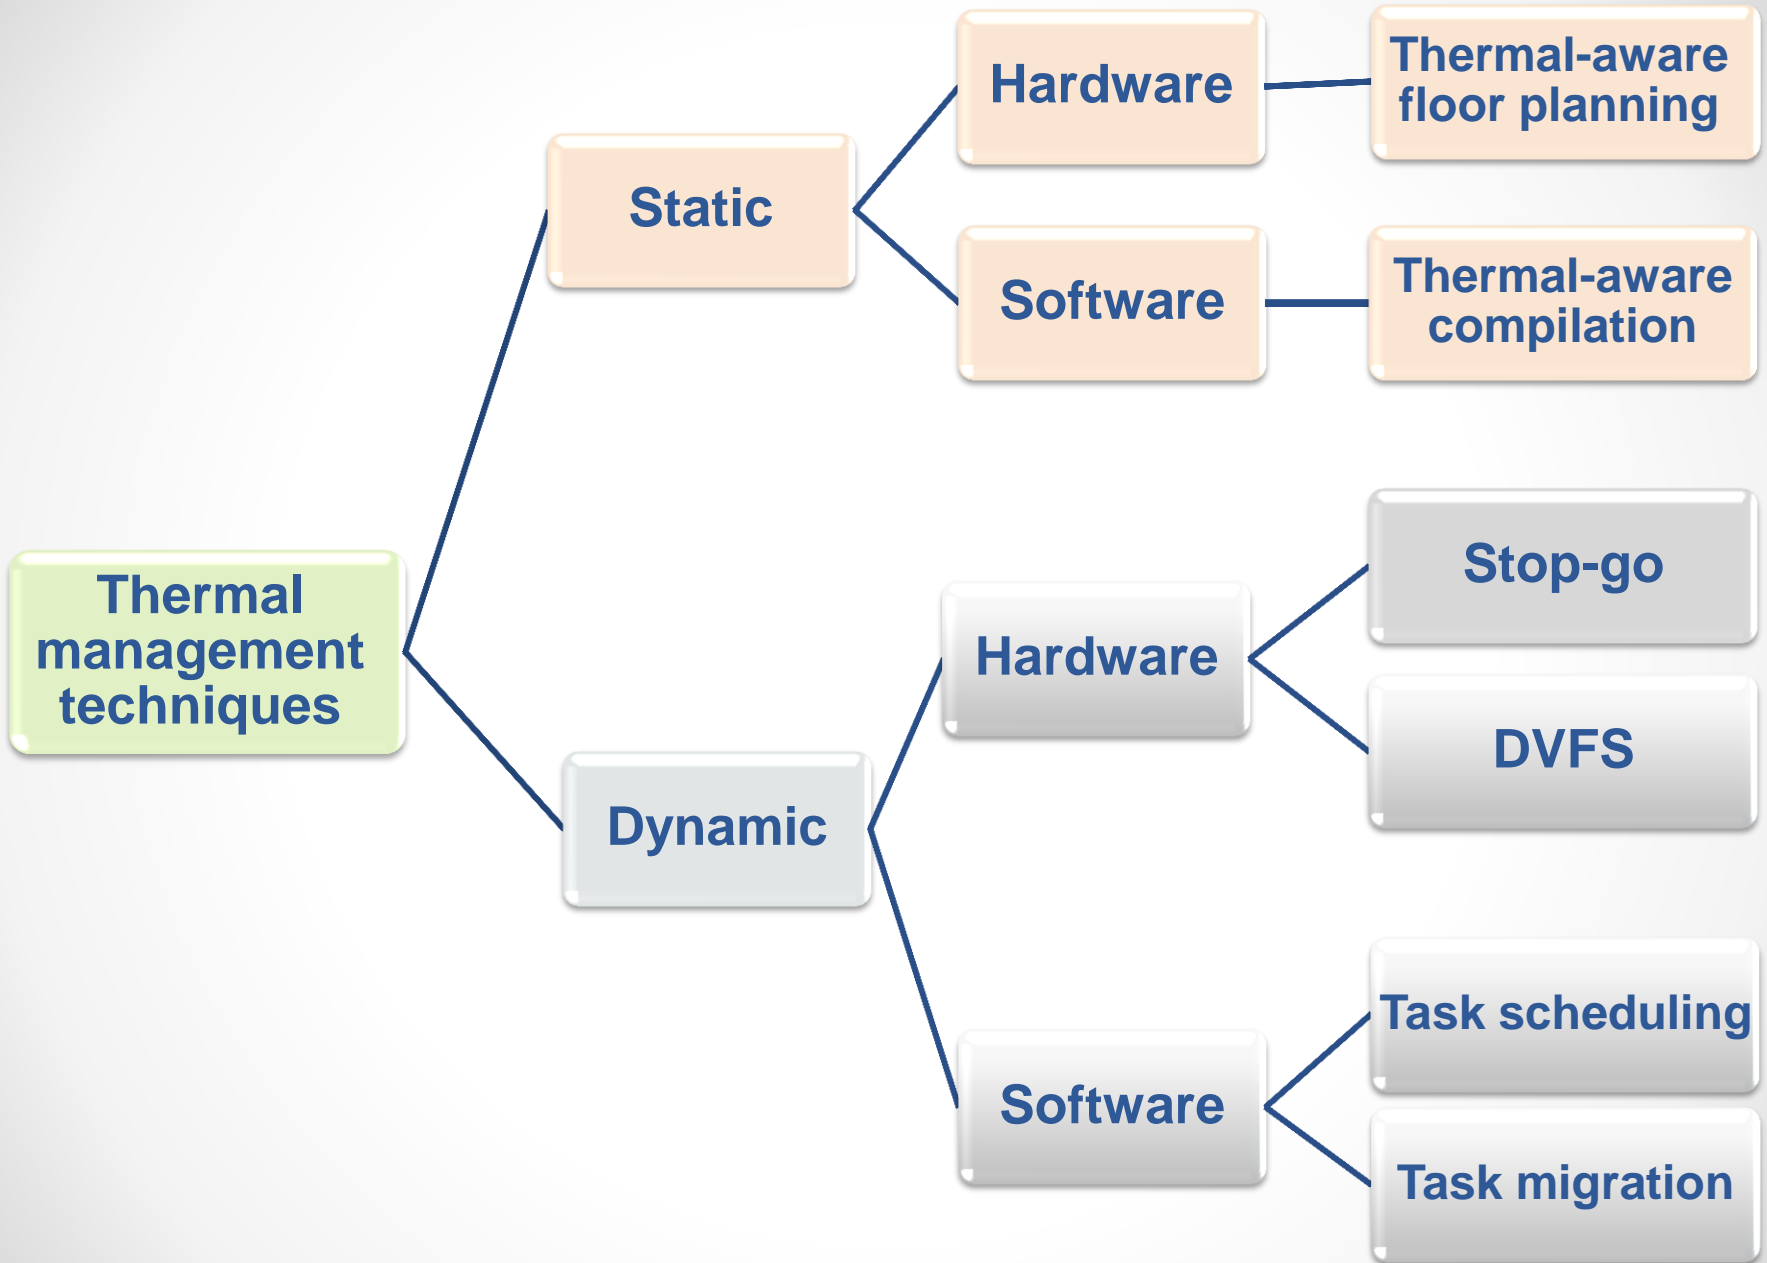 Hardware
Thermal-aware
floor planning
Static
Software
Thermal-aware
compilation
Thermal
management
techniques
Dynamic
Hardware
Stop-go
DVFS
Software
Task scheduling
Task migration